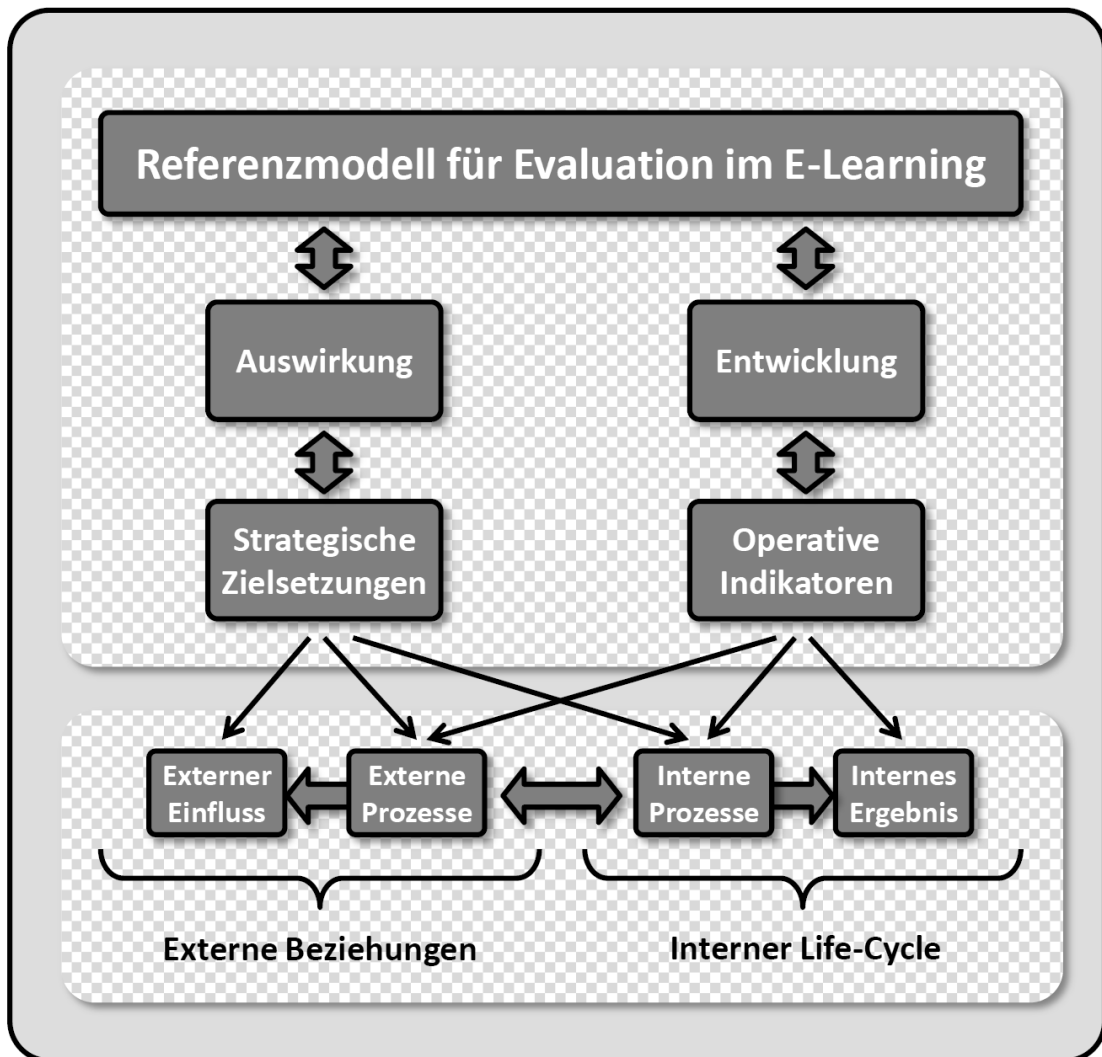 Referenzmodell für Evaluation im E-Learning
Auswirkung
Entwicklung
Strategische
Zielsetzungen
Operative
Indikatoren
Externer
Einfluss
Externe
Prozesse
Interne
Prozesse
Internes
Ergebnis
Externe Beziehungen
Interner Life-Cycle